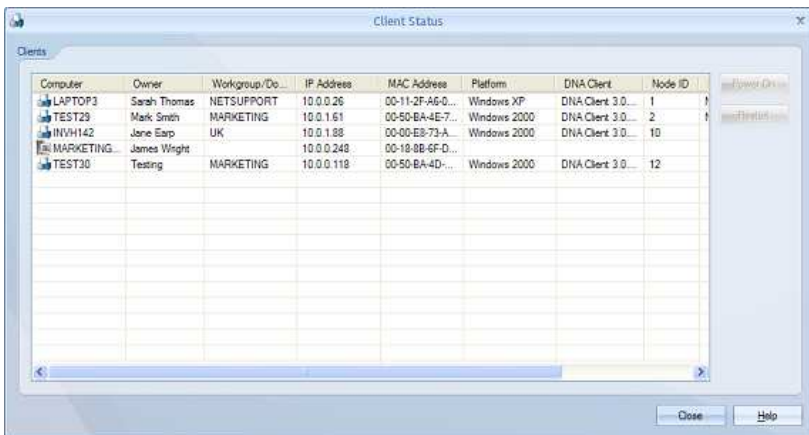 Client Status
Clients
Computer Owner Workgroup/Do... IP Address MAC Address Platform DNA Client Node ID
LAPTOP3 Sarah Thomas NETSUPPORT 10.0.0.26 00-11-2F-A6-0... Windows XP DNA Client 3.0.... 1
TEST29 Mark Smith MARKETING 10.0.1.61 00-50-BA-4E-7... Windows 2000 DNA Client 3.0.... 2
INVH142 Jane Earp UK 10.0.1.88 00-00-E8-73-A... Windows 2000 DNA Client 3.0.... 10
MARKETING... James Wright 10.0.0.248 00-18-8B-6F-D...
TEST30 Testing MARKETING 10.0.0.118 00-50-BA-4D-... Windows 2000 DNA Client 3.0.... 12
Power On
Close Help